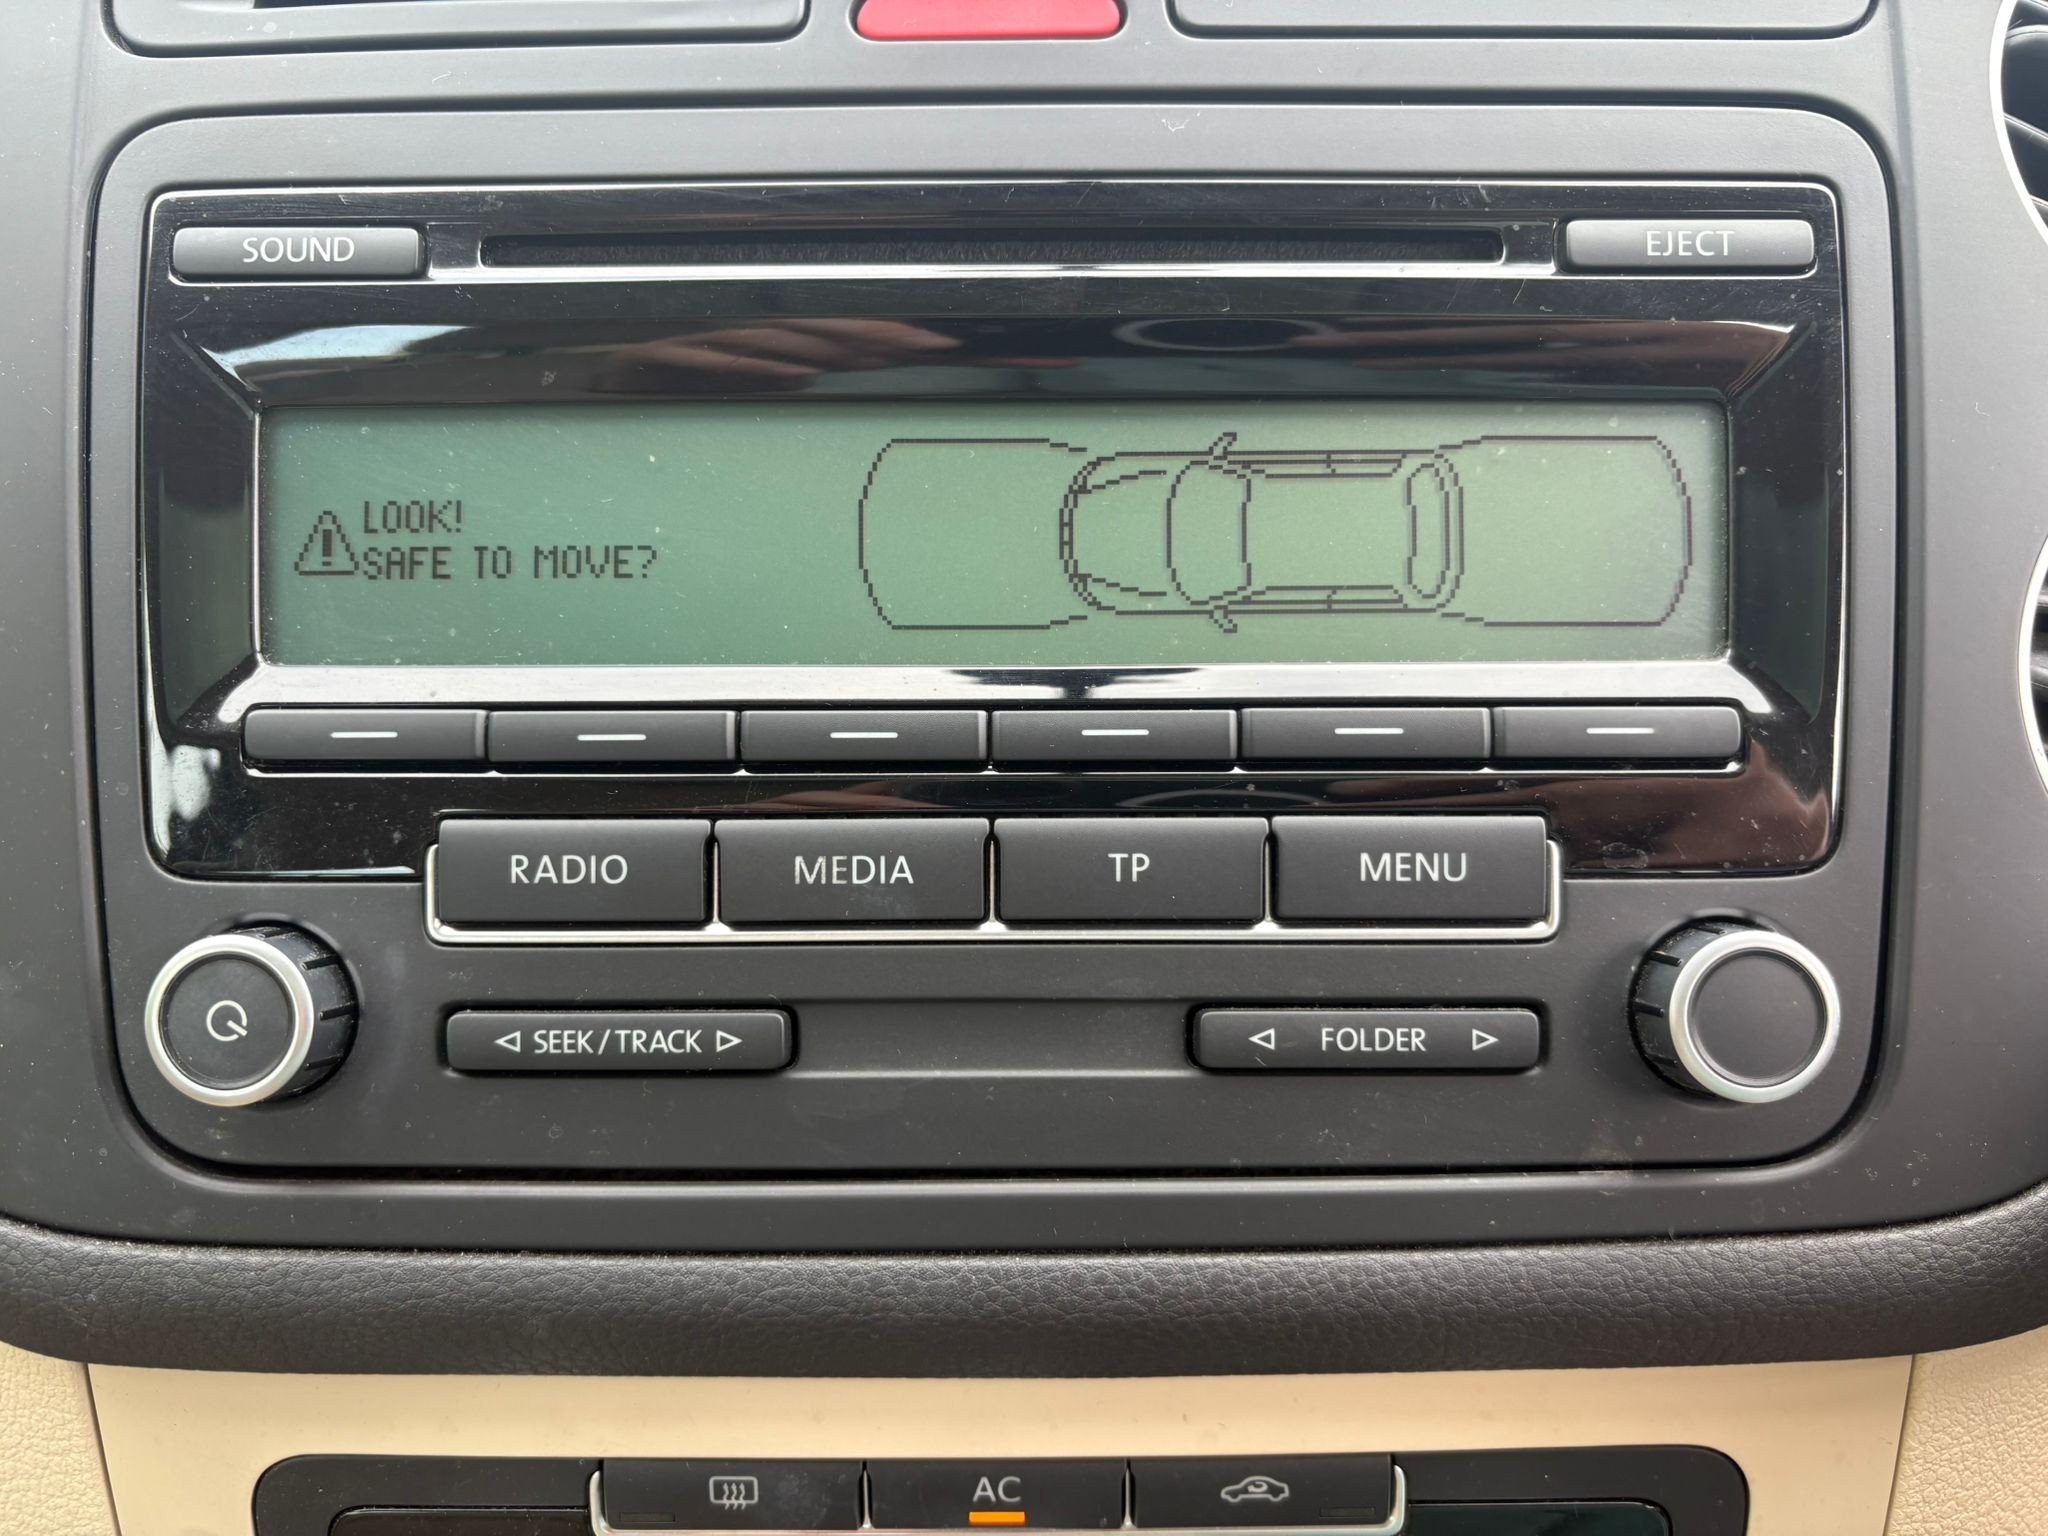 SOUND
EJECT
LOOK!
SAFE TO MOVE?
RADIO
MEDIA
TP
MENU
SEEK/TRACK
FOLDER
AC